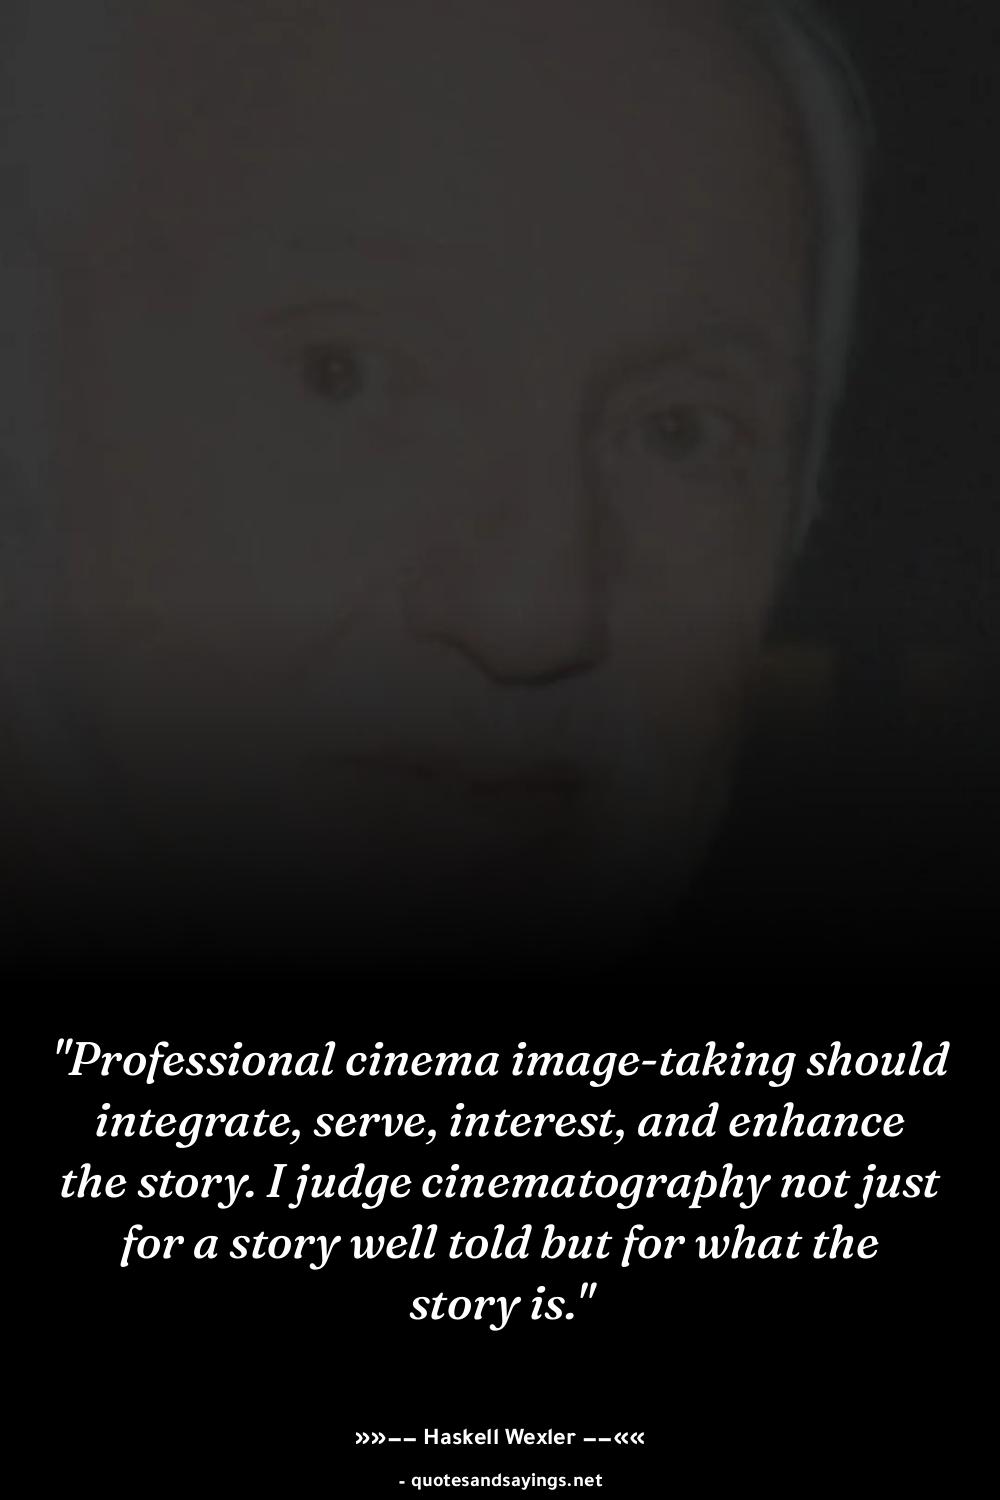 "Professional cinema image-taking should
integrate, serve, interest, and enhance
the story. I judge cinematography not just
for a story well told but for what the
story is."
»»−− Haskell Wexler −−««
- quotesandsayings.net